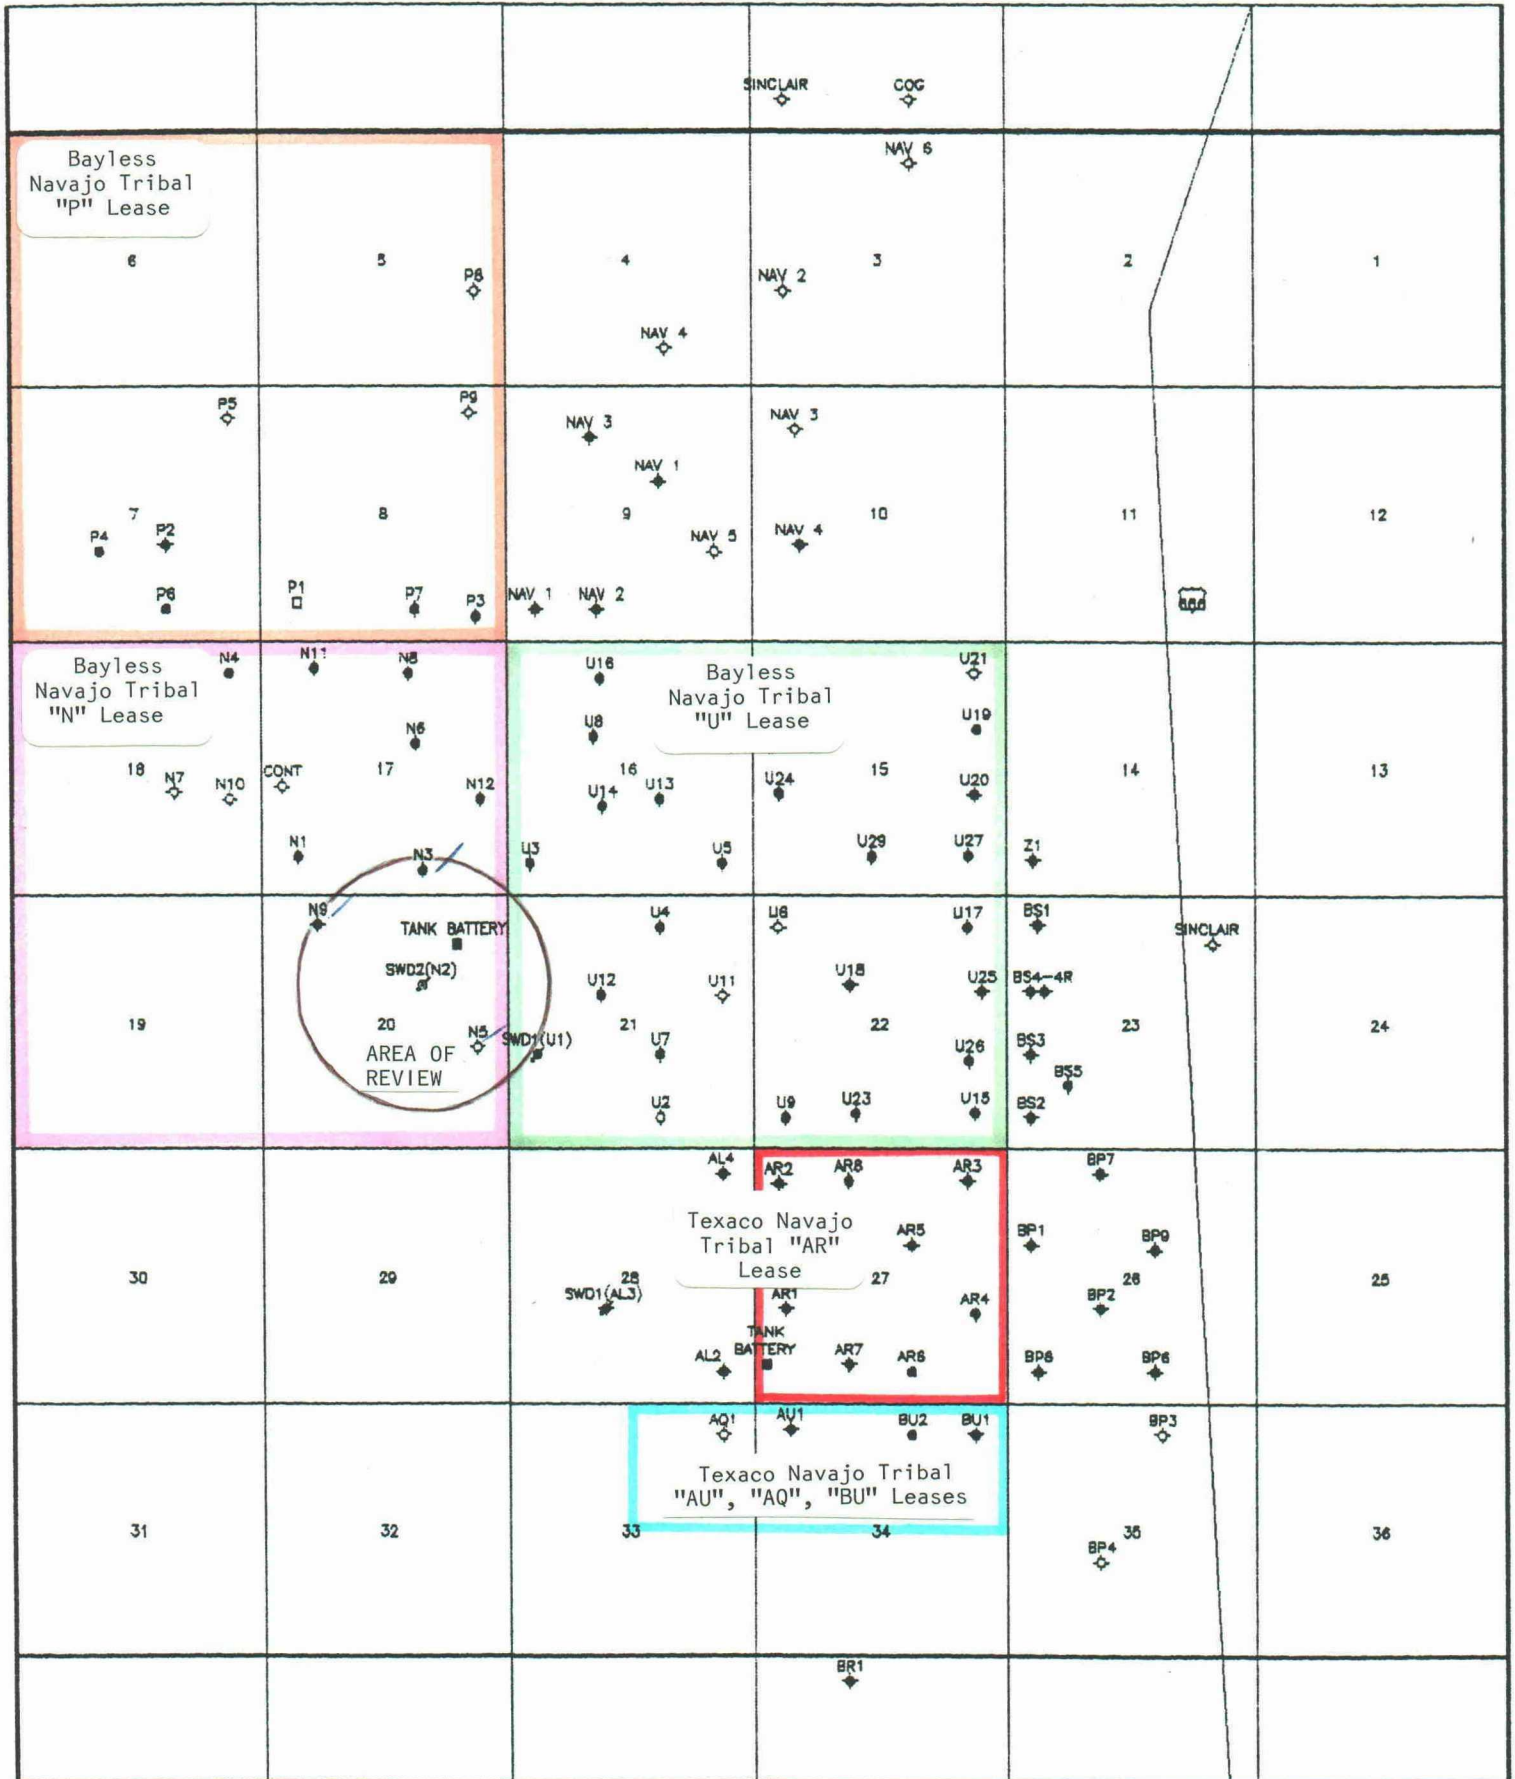 SINCLAIR
COG
NAV 6
Bayless
Navajo Tribal
"P" Lease
6
5
P8
4
NAV 2
3
2
1
NAV 4
P5
P9
NAV 3
NAV 3
NAV 1
7
P4
P2
8
9
NAV 5
NAV 4
10
11
12
P6
P1
P7
P3
NAV 1
NAV 2
666
Bayless
Navajo Tribal
"N" Lease
N4
N11
N8
U16
Bayless
Navajo Tribal
"U" Lease
U21
N6
U8
U19
18
N7
N10
CONT
17
N12
U14
16
U13
U24
15
U20
14
13
N1
N3
U3
U5
U29
U27
Z1
N9
TANK BATTERY
U4
U6
U17
BS1
SINCLAIR
SWD2(N2)
U12
U11
U18
U25
BS4-4R
19
20
N5
SWD1(U1)
21
U7
22
U26
BS3
23
24
AREA OF
REVIEW
BS5
U2
U9
U23
U15
BS2
AL4
AR2
AR8
AR3
BP7
Texaco Navajo
Tribal "AR"
Lease
AR5
BP1
BP9
30
29
SWD1(AL3)
28
27
26
25
AR1
AR4
BP2
TANK
BATTERY
AL2
AR7
AR6
BP8
BP6
AQ1
AU1
BU2
BU1
BP3
Texaco Navajo Tribal
"AU", "AQ", "BU" Leases
31
32
33
34
BP4
35
36
BR1